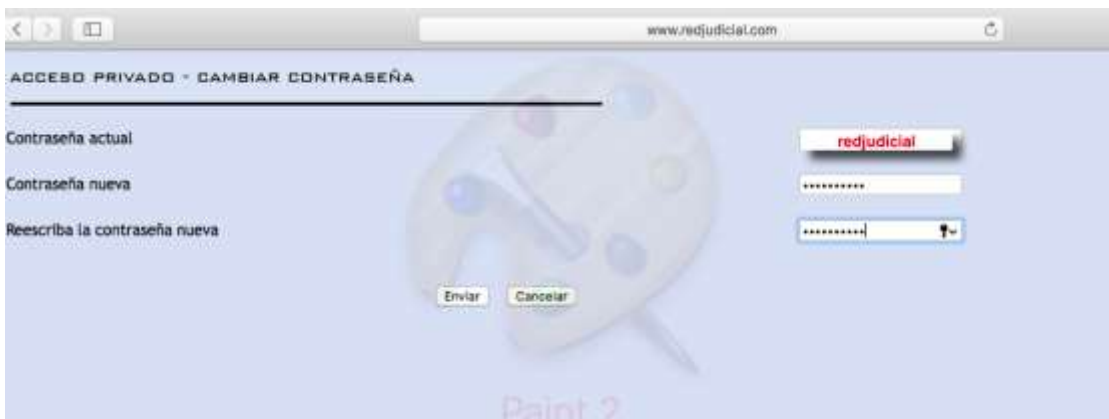 www.redjudicial.com
ACCESO PRIVADO - CAMBIAR CONTRASEÑA
Contraseña actual
redjudicial
Contraseña nueva
••••••••••
Reescriba la contraseña nueva
••••••••••
Enviar Cancelar
Paint 2